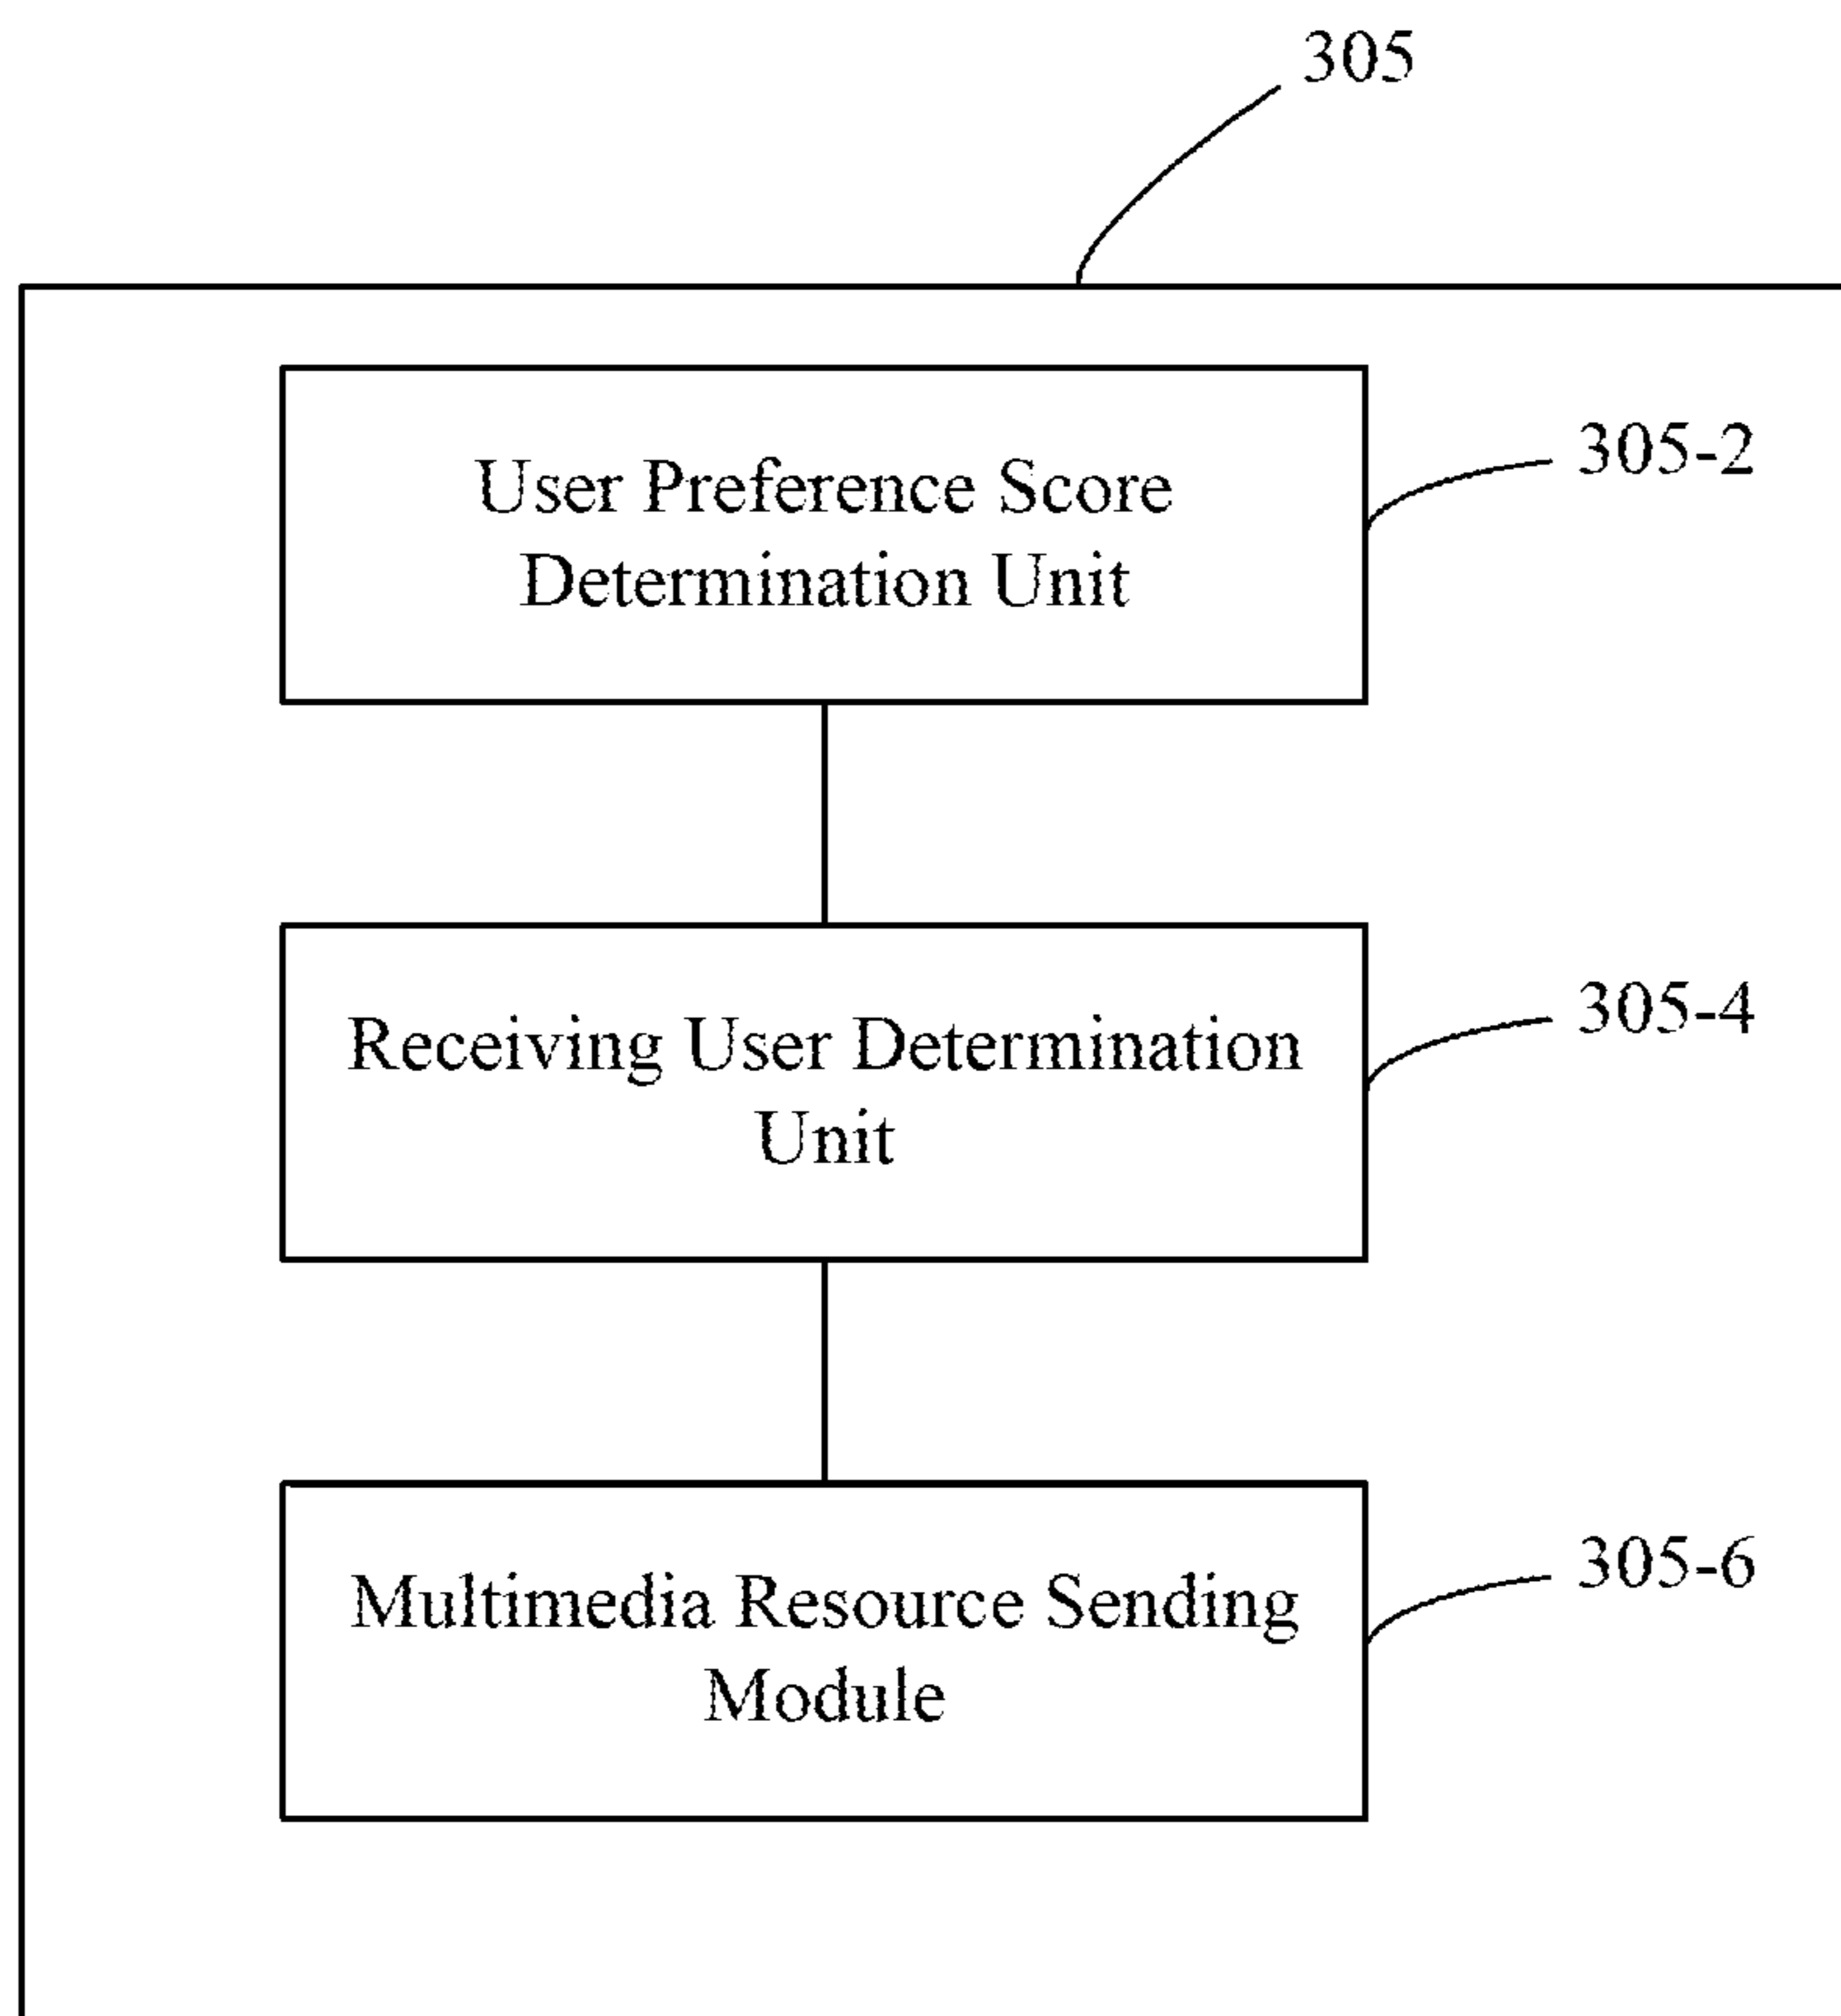 305
User Preference Score
Determination Unit
305-2
Receiving User Determination
Unit
305-4
Multimedia Resource Sending
Module
305-6